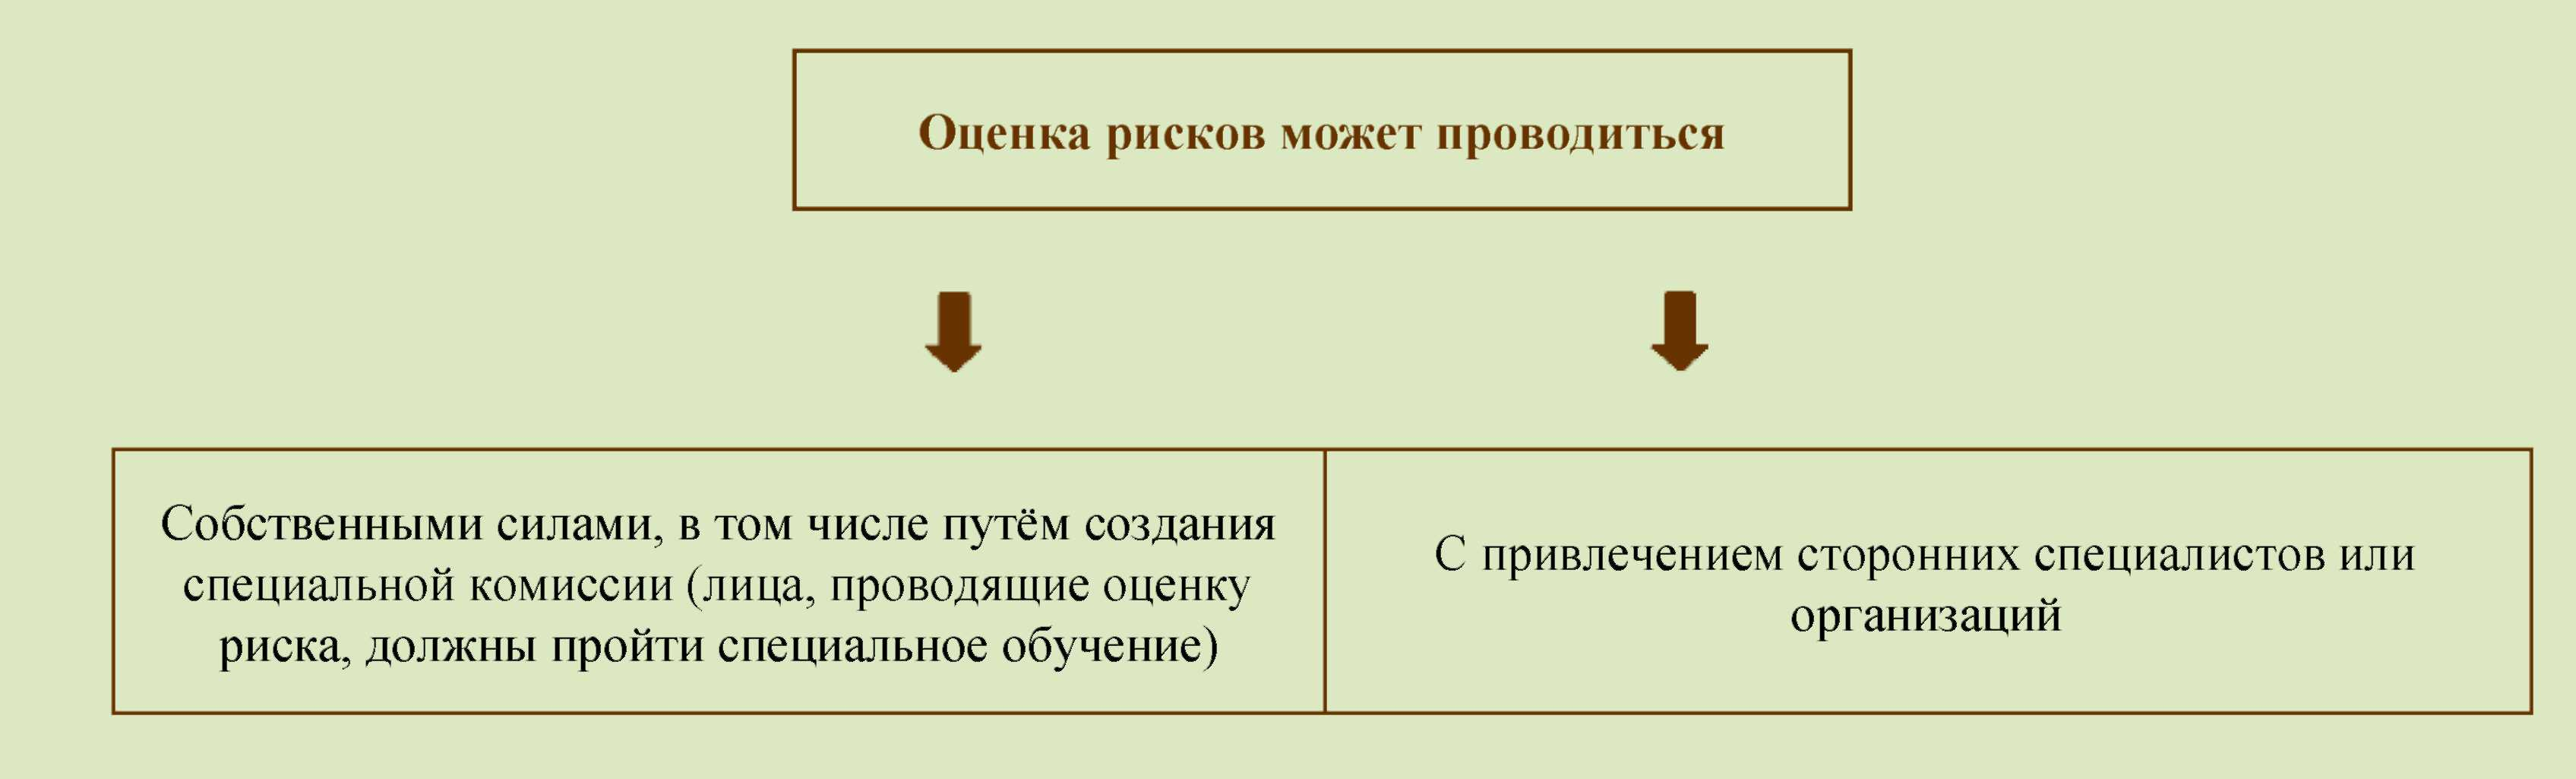 Оценка рисков может проводиться
Собственными силами, в том числе путём создания
специальной комиссии (лица, проводящие оценку
риска, должны пройти специальное обучение)
С привлечением сторонних специалистов или
организаций